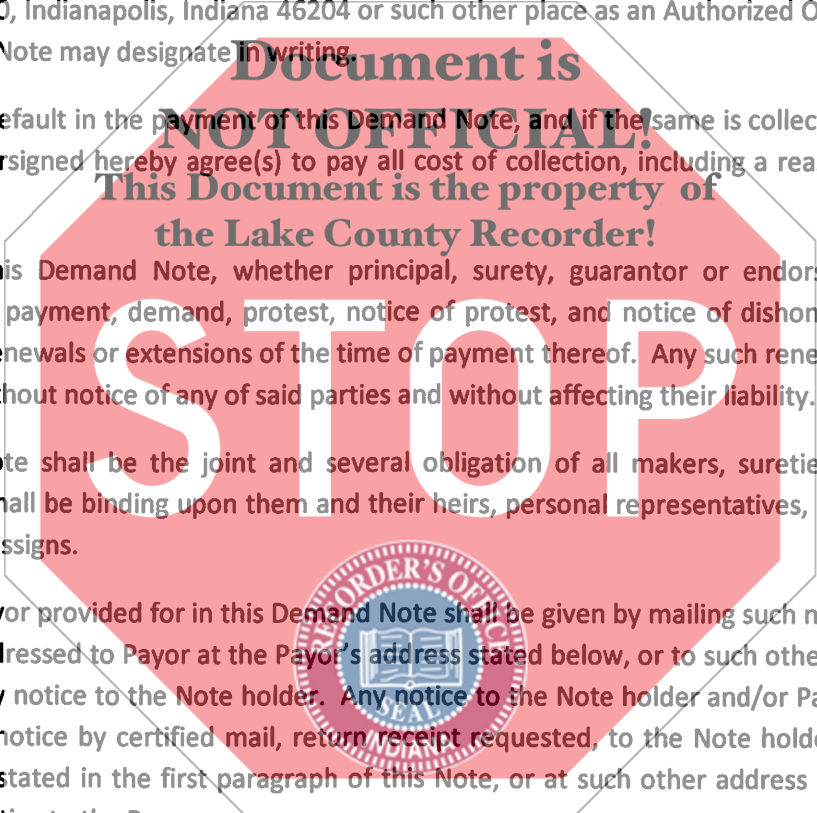 0, Indianapolis, Indiana 46204 or such other place as an Authorized O
Note may designate in writing.
Document is
efault in the payment of this Demand Note, and if the same is collec
NOT OFFICIAL!
rsigned hereby agree(s) to pay all cost of collection, including a rea
This Document is the property of
the Lake County Recorder!
is Demand Note, whether principal, surety, guarantor or endors
payment, demand, protest, notice of protest, and notice of dishon
newals or extensions of the time of payment thereof. Any such rene
hout notice of any of said parties and without affecting their liability.
STOP
te shall be the joint and several obligation of all makers, suretie
hall be binding upon them and their heirs, personal representatives,
ssigns.
RECORDER'S OFFICE
yor provided for in this Demand Note shall be given by mailing such n
dressed to Payor at the Payor's address stated below, or to such othe
y notice to the Note holder. Any notice to the Note holder and/or Pa
SEAL
notice by certified mail, return receipt requested, to the Note holde
INDIANA
stated in the first paragraph of this Note, or at such other address